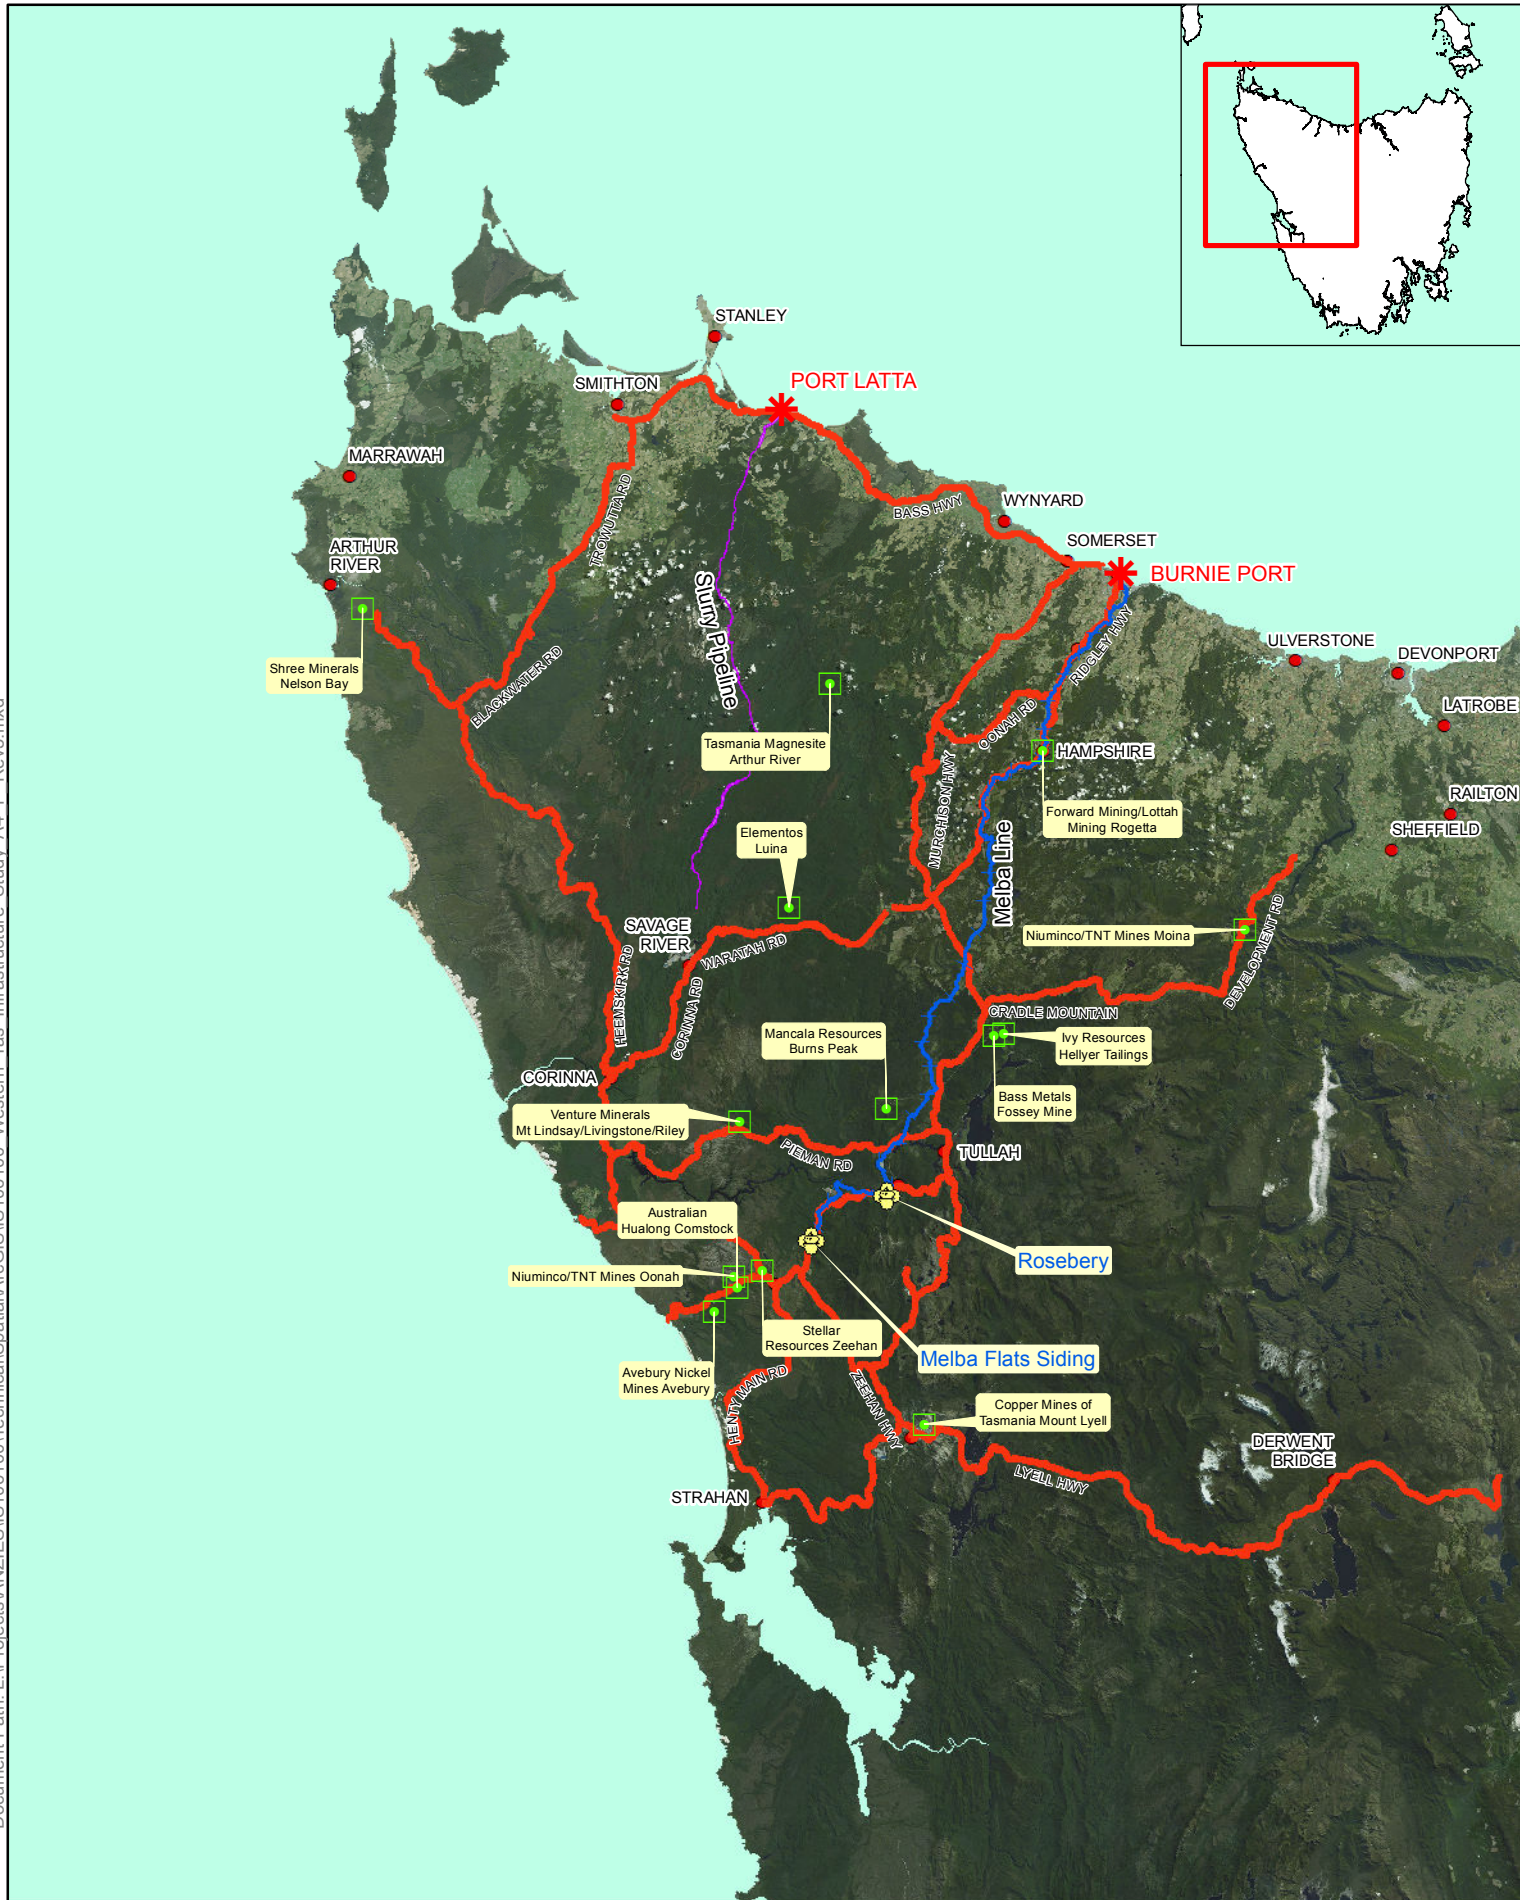 STANLEY
PORT LATTA
SMITHTON
MARRAWAH
TROWUTTA RD
BASS HWY
WYNYARD
ARTHUR
RIVER
SOMERSET
BURNIE PORT
Slurry Pipeline
RIDGLEY HWY
ULVERSTONE
DEVONPORT
Shree Minerals
Nelson Bay
BLACKWATER RD
LATROBE
Tasmania Magnesite
Arthur River
OONAH RD
HAMPSHIRE
MURCHISON HWY
RAILTON
Forward Mining/Lottah
Mining Rogetta
SHEFFIELD
Elementos
Luina
Melba Line
SAVAGE
RIVER
WARATAH RD
Niuminco/TNT Mines Moina
DEVELOPMENT RD
HEEMSKIRK RD
CORINNA RD
CRADLE MOUNTAIN
Mancala Resources
Burns Peak
Ivy Resources
Hellyer Tailings
CORINNA
Bass Metals
Fossey Mine
Venture Minerals
Mt Lindsay/Livingstone/Riley
PIEMAN RD
TULLAH
Australian
Hualong Comstock
Rosebery
Niuminco/TNT Mines Oonah
Stellar
Resources Zeehan
Melba Flats Siding
Avebury Nickel
Mines Avebury
HENTY MAIN RD
ZEEHAN HWY
Copper Mines of
Tasmania Mount Lyell
DERWENT
BRIDGE
LYELL HWY
STRAHAN